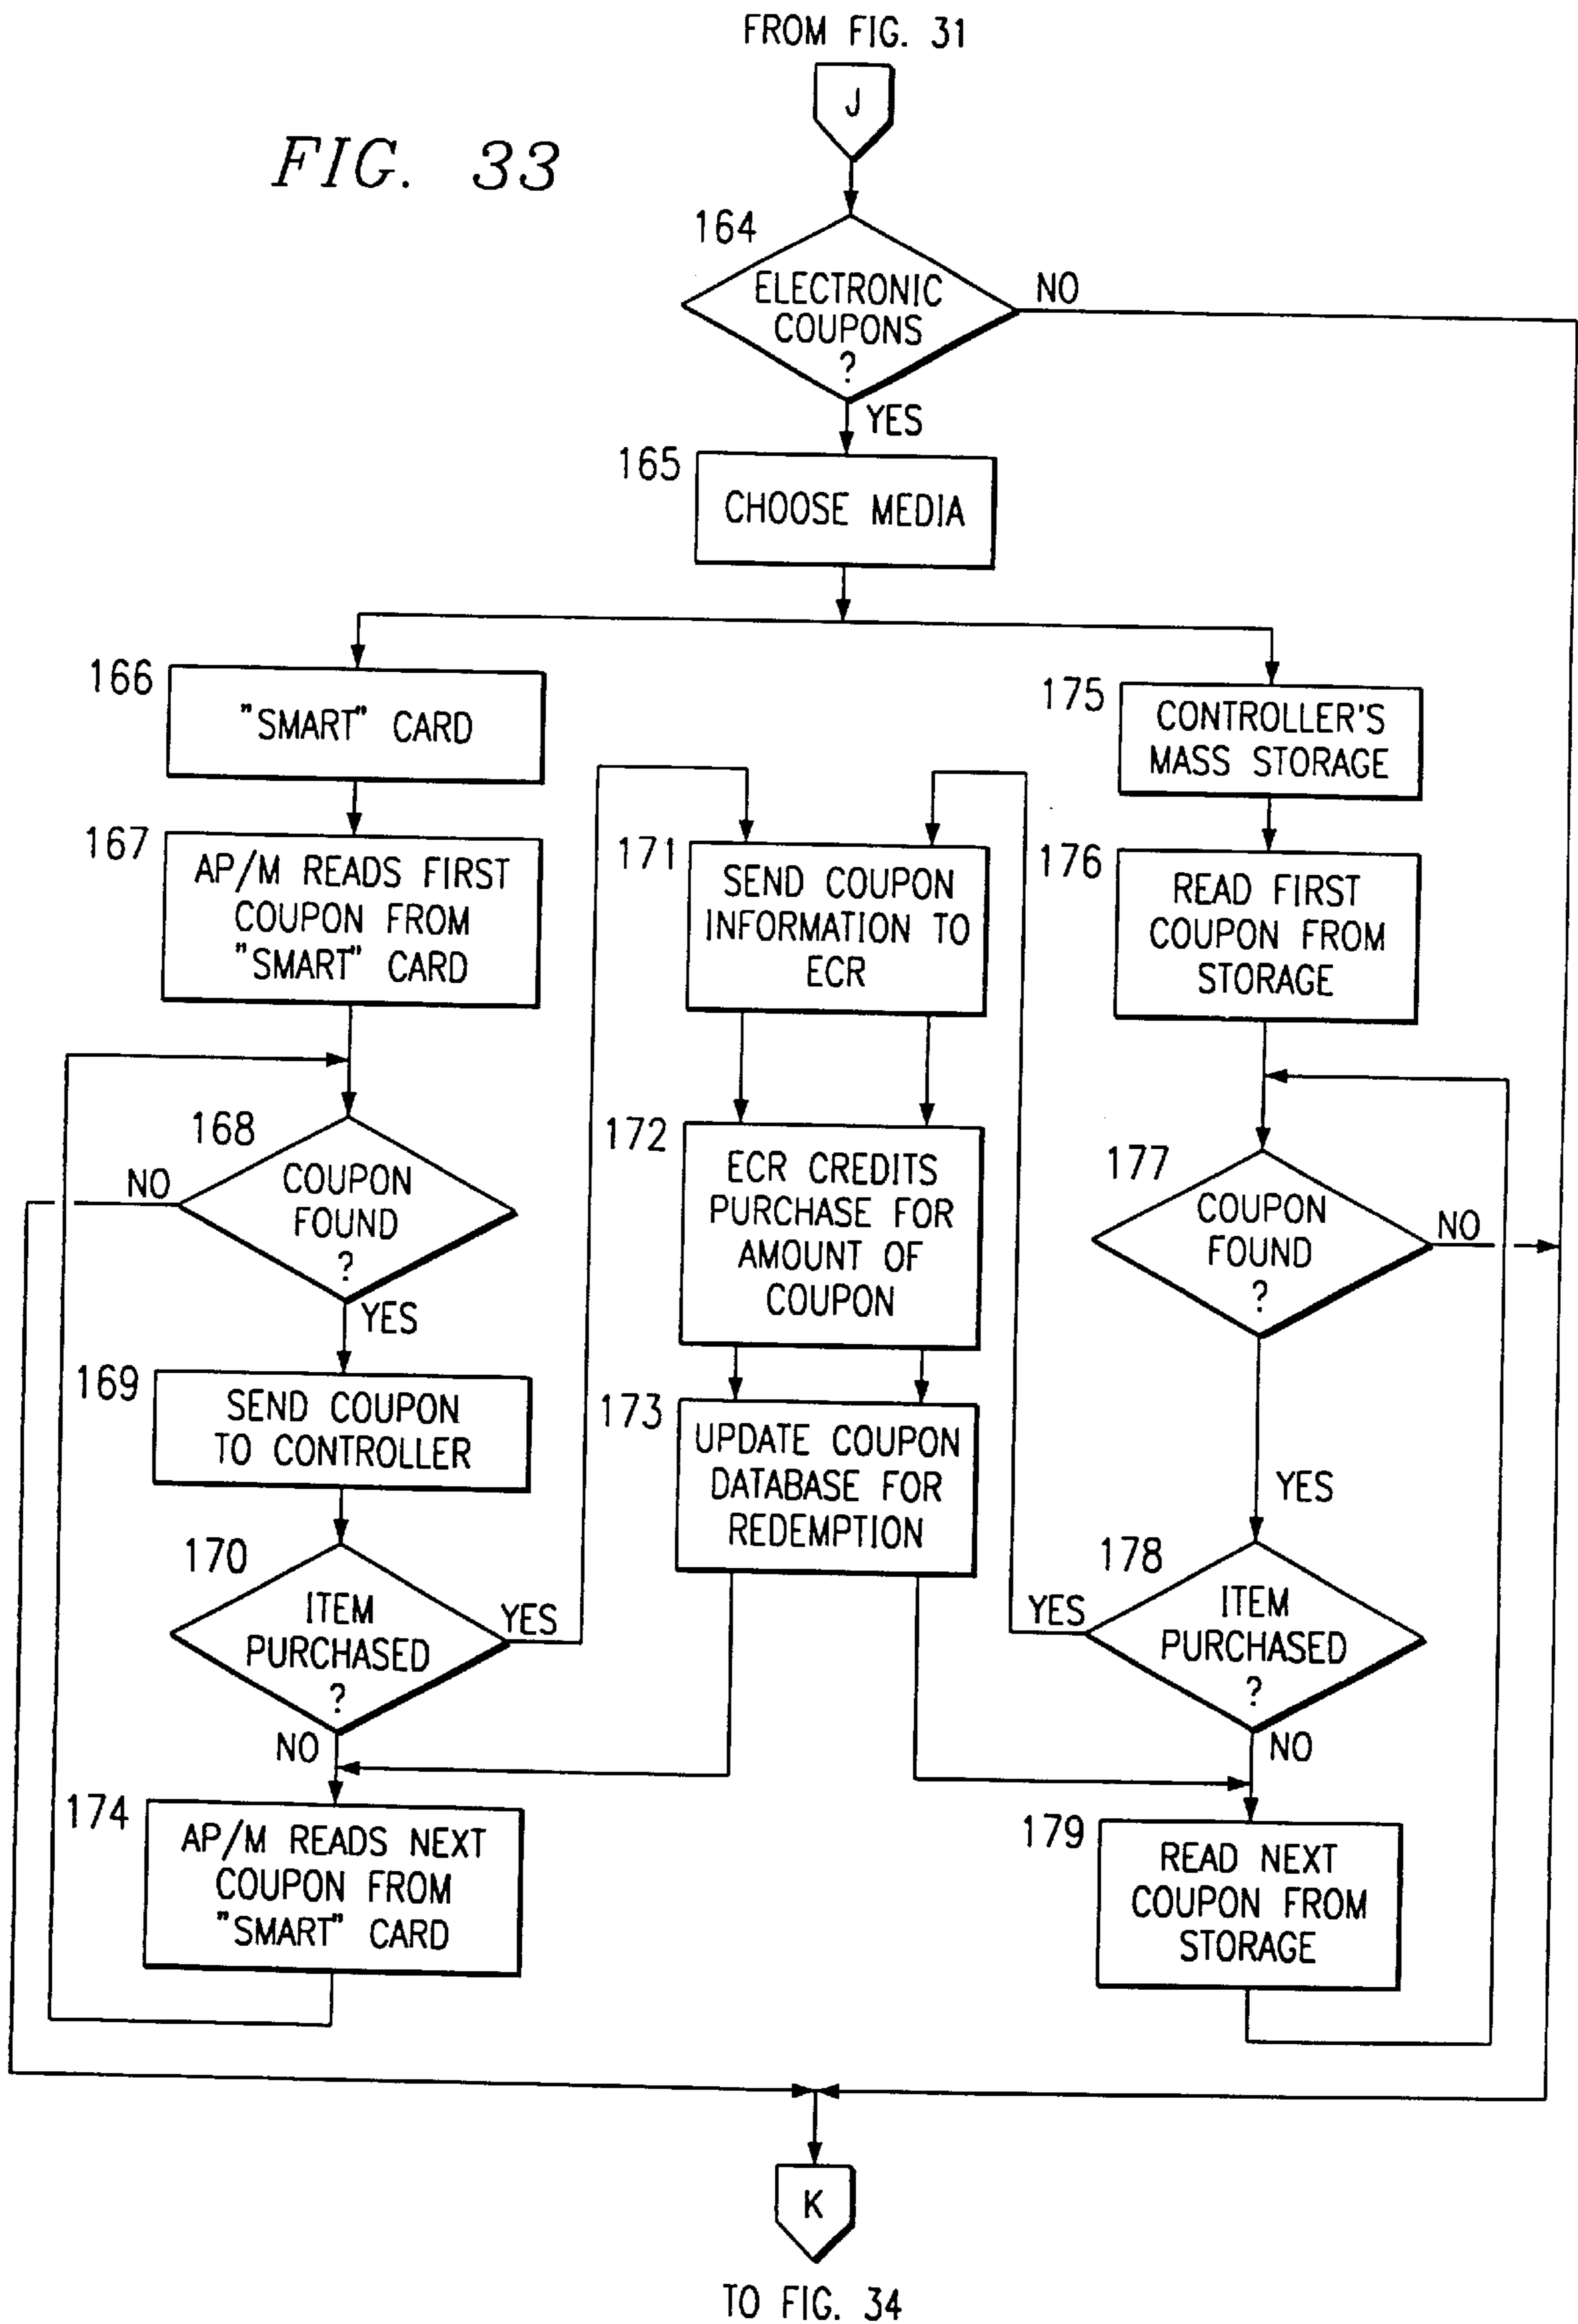 FROM FIG. 31
J
FIG. 33
164
ELECTRONIC
COUPONS
?
NO
YES
165
CHOOSE MEDIA
166
"SMART" CARD
167
AP/M READS FIRST
COUPON FROM
"SMART" CARD
168
COUPON
FOUND
?
NO
YES
169
SEND COUPON
TO CONTROLLER
170
ITEM
PURCHASED
?
YES
NO
174
AP/M READS NEXT
COUPON FROM
"SMART" CARD
171
SEND COUPON
INFORMATION TO
ECR
172
ECR CREDITS
PURCHASE FOR
AMOUNT OF
COUPON
173
UPDATE COUPON
DATABASE FOR
REDEMPTION
175
CONTROLLER'S
MASS STORAGE
176
READ FIRST
COUPON FROM
STORAGE
177
COUPON
FOUND
?
NO
YES
178
ITEM
PURCHASED
?
YES
NO
179
READ NEXT
COUPON FROM
STORAGE
K
TO FIG. 34